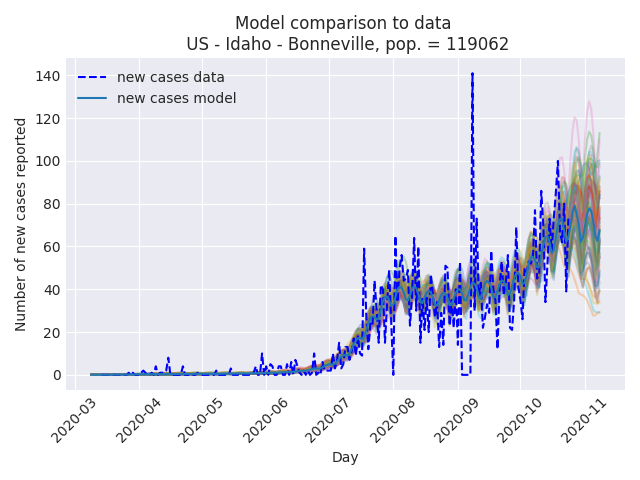 Model comparison to data
US - Idaho - Bonneville, pop. = 119062
new cases data
new cases model
Number of new cases reported
140
120
100
80
60
40
20
0
2020-03
2020-04
2020-05
2020-06
2020-07
2020-08
2020-09
2020-10
2020-11
Day